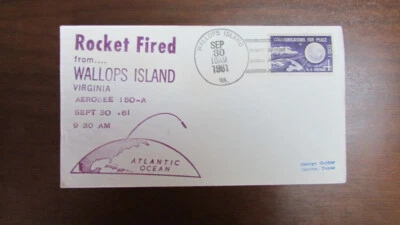 Rocket Fired
from....
WALLOPS ISLAND
VIRGINIA
AEROBEE 150-A
SEPT 30 -61
9 30 AM
ATLANTIC
OCEAN
WALLOPS ISLAND
SEP
30
10AM
1961
VA.
COMMUNICATIONS FOR PEACE